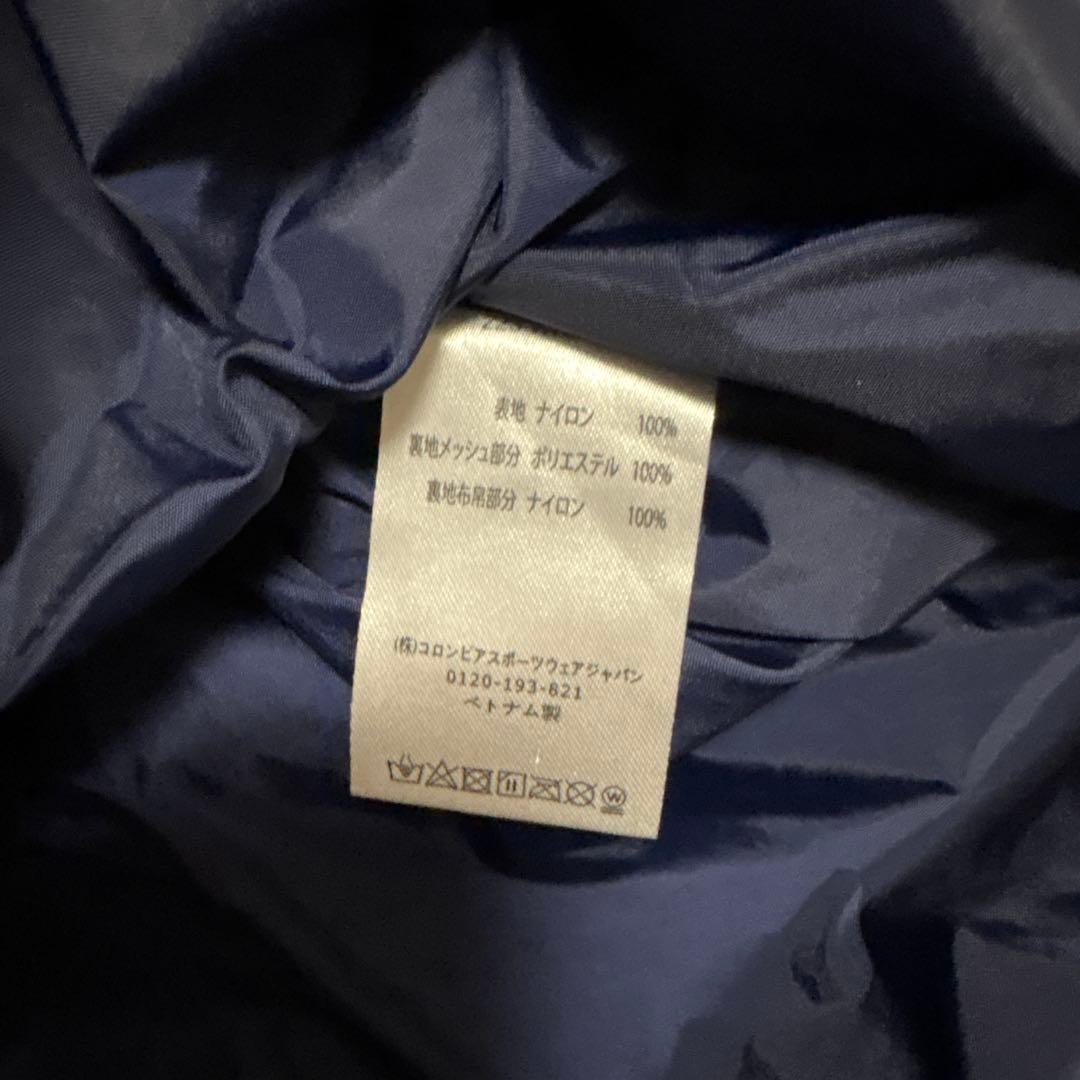 表地 ナイロン 100%
裏地メッシュ部分 ポリエステル 100%
裏地布帛部分 ナイロン 100%
(株)コロンビアスポーツウェアジャパン
0120-193-821
ベトナム製
W